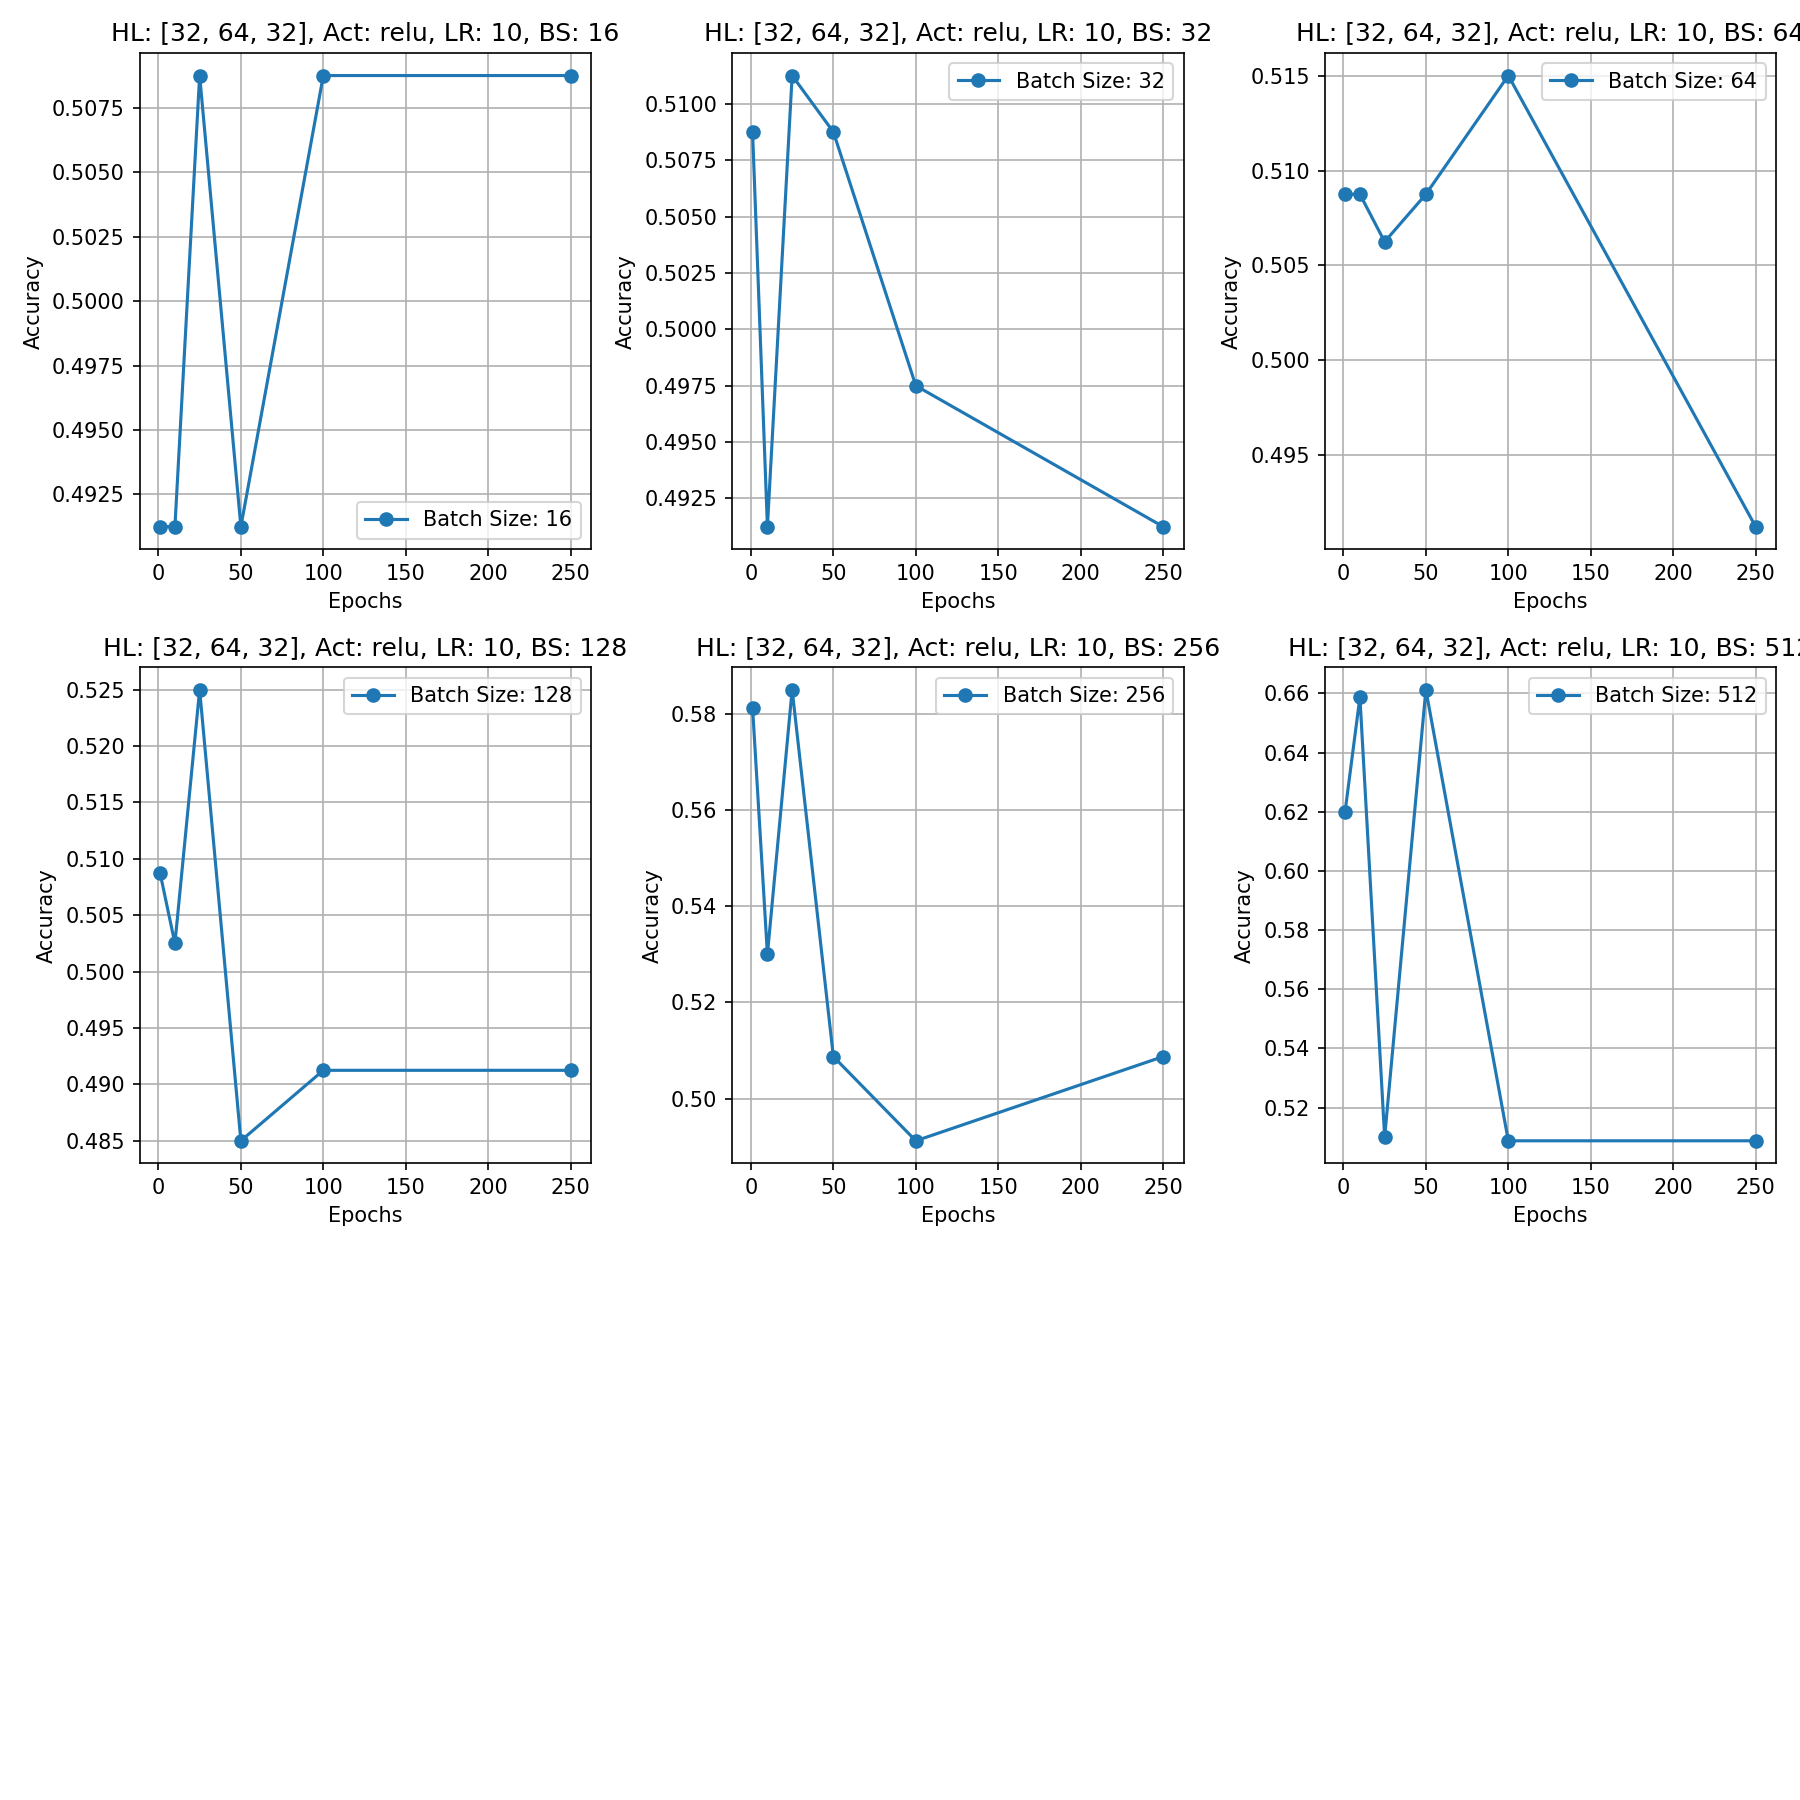 HL: [32, 64, 32], Act: relu, LR: 10, BS: 16
0.5075
0.5050
0.5025
0.5000
0.4975
0.4950
0.4925
Accuracy
Batch Size: 16
0 50 100 150 200 250
Epochs
HL: [32, 64, 32], Act: relu, LR: 10, BS: 32
0.5100
0.5075
0.5050
0.5025
0.5000
0.4975
0.4950
0.4925
Accuracy
Batch Size: 32
0 50 100 150 200 250
Epochs
HL: [32, 64, 32], Act: relu, LR: 10, BS: 64
0.515
0.510
0.505
0.500
0.495
Accuracy
Batch Size: 64
0 50 100 150 200 250
Epochs
HL: [32, 64, 32], Act: relu, LR: 10, BS: 128
0.525
0.520
0.515
0.510
0.505
0.500
0.495
0.490
0.485
Accuracy
Batch Size: 128
0 50 100 150 200 250
Epochs
HL: [32, 64, 32], Act: relu, LR: 10, BS: 256
0.58
0.56
0.54
0.52
0.50
Accuracy
Batch Size: 256
0 50 100 150 200 250
Epochs
HL: [32, 64, 32], Act: relu, LR: 10, BS: 512
0.66
0.64
0.62
0.60
0.58
0.56
0.54
0.52
Accuracy
Batch Size: 512
0 50 100 150 200 250
Epochs